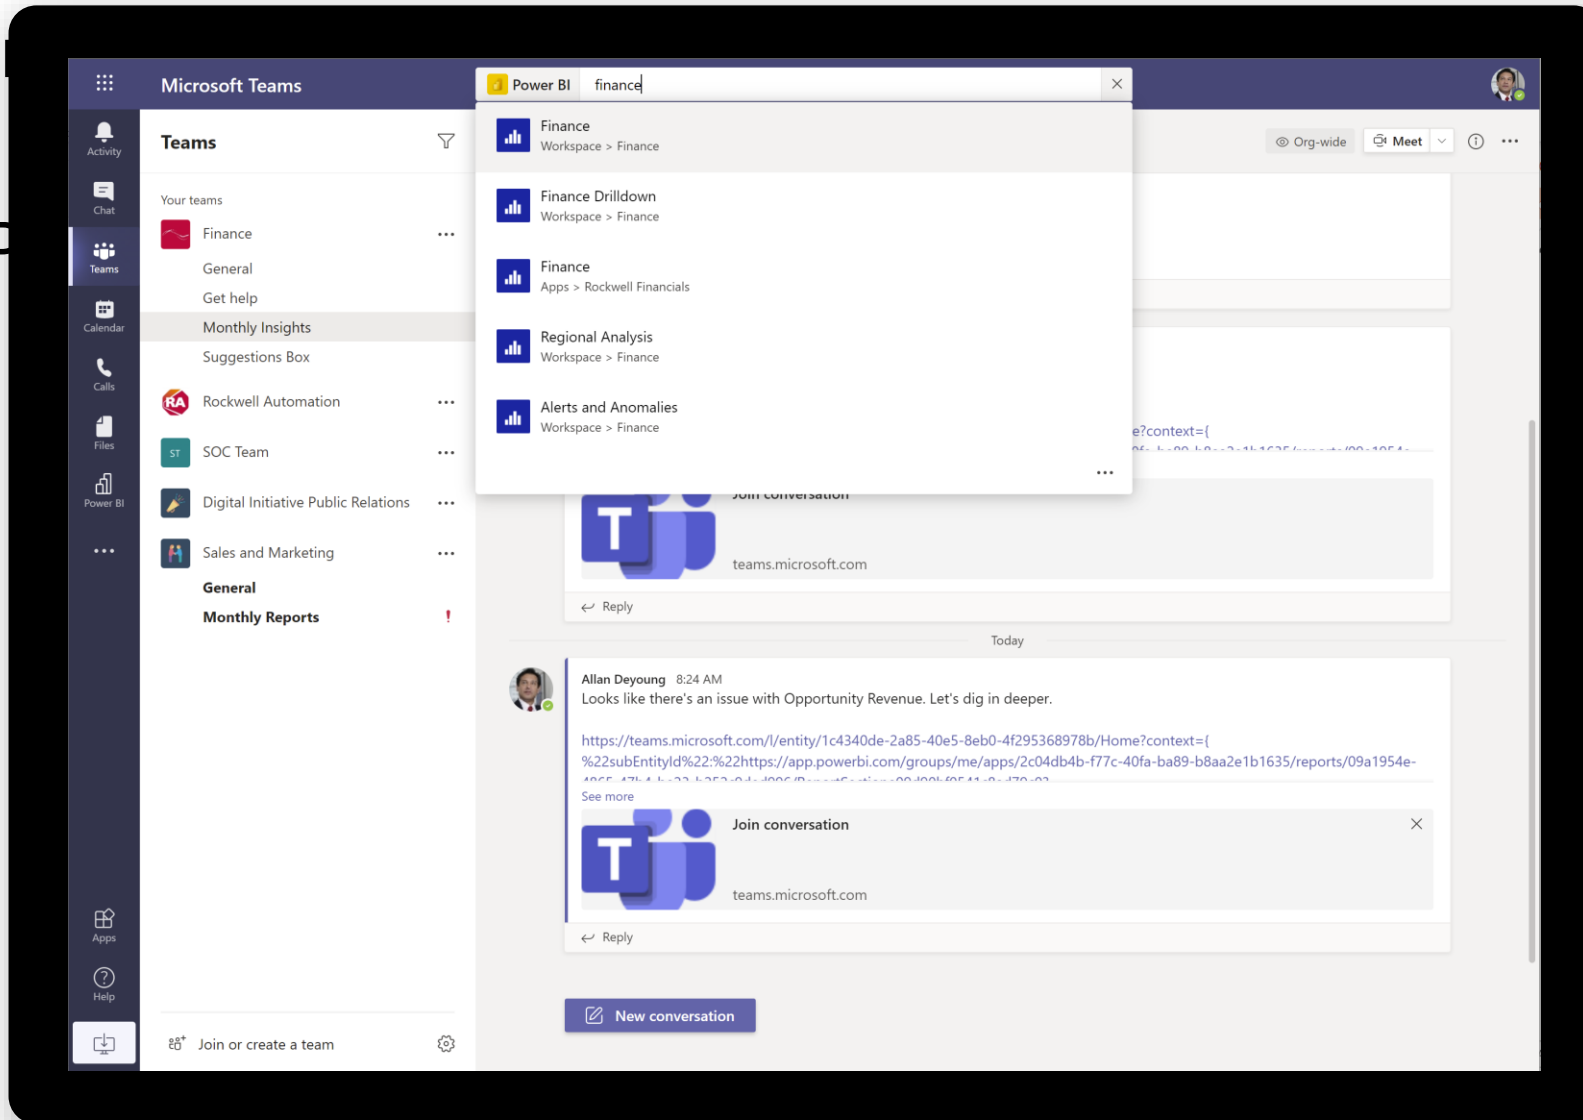 Microsoft Teams
Power BI
finance
Activity
Chat
Teams
Calendar
Calls
Files
Power BI
Apps
Help
Teams
Your teams
Finance
General
Get help
Monthly Insights
Suggestions Box
RA
Rockwell Automation
ST
SOC Team
Digital Initiative Public Relations
Sales and Marketing
General
Monthly Reports
!
Join or create a team
Finance
Workspace > Finance
Finance Drilldown
Workspace > Finance
Finance
Apps > Rockwell Financials
Regional Analysis
Workspace > Finance
Alerts and Anomalies
Workspace > Finance
Org-wide
Meet
e?context={
T
Join conversation
teams.microsoft.com
Reply
Today
Allan Deyoung 8:24 AM
Looks like there's an issue with Opportunity Revenue. Let's dig in deeper.
https://teams.microsoft.com/l/entity/1c4340de-2a85-40e5-8eb0-4f295368978b/Home?context={
%22subEntityId%22:%22https://app.powerbi.com/groups/me/apps/2c04db4b-f77c-40fa-ba89-b8aa2e1b1635/reports/09a1954e-
See more
T
Join conversation
teams.microsoft.com
Reply
New conversation